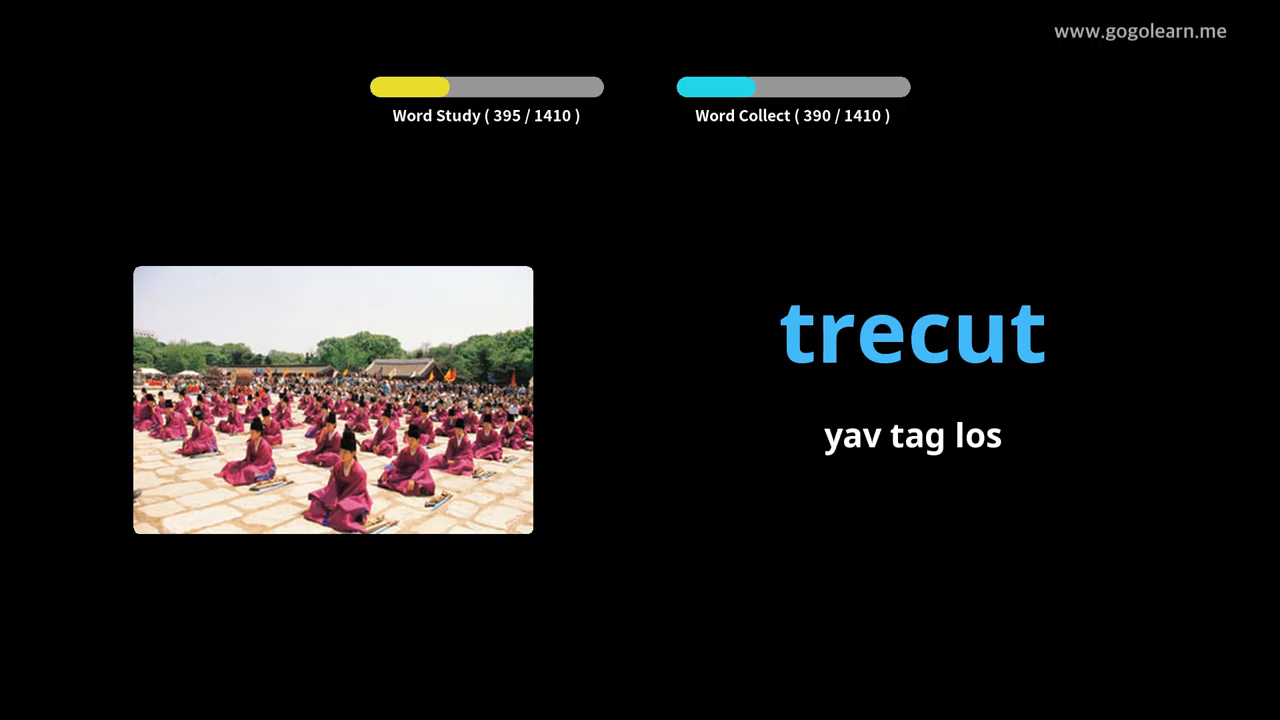 www.gogolearn.me
Word Study ( 395 / 1410 )
Word Collect ( 390 / 1410 )
trecut
yav tag los